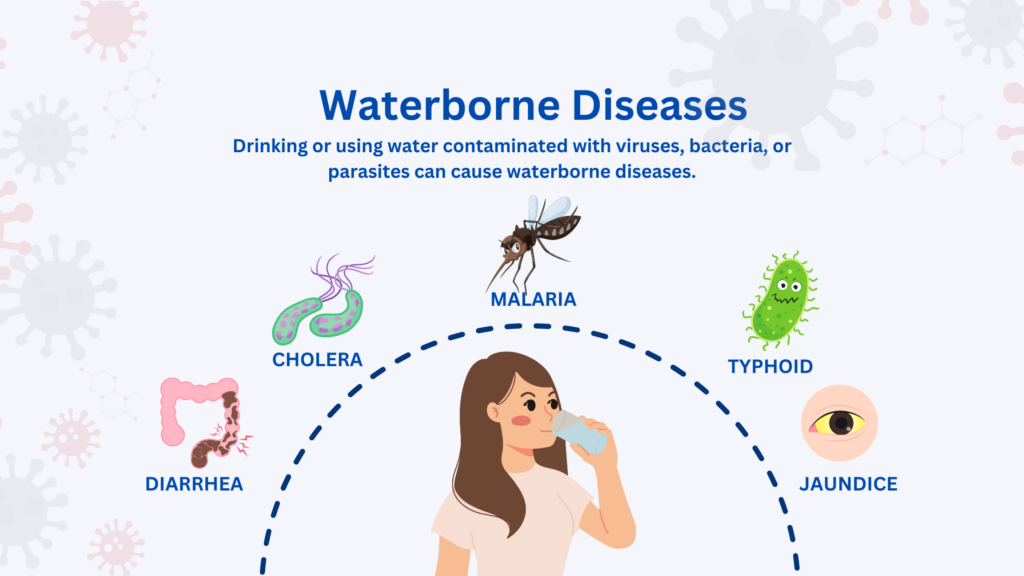 Waterborne Diseases
Drinking or using water contaminated with viruses, bacteria, or
parasites can cause waterborne diseases.
MALARIA
CHOLERA
TYPHOID
DIARRHEA
JAUNDICE